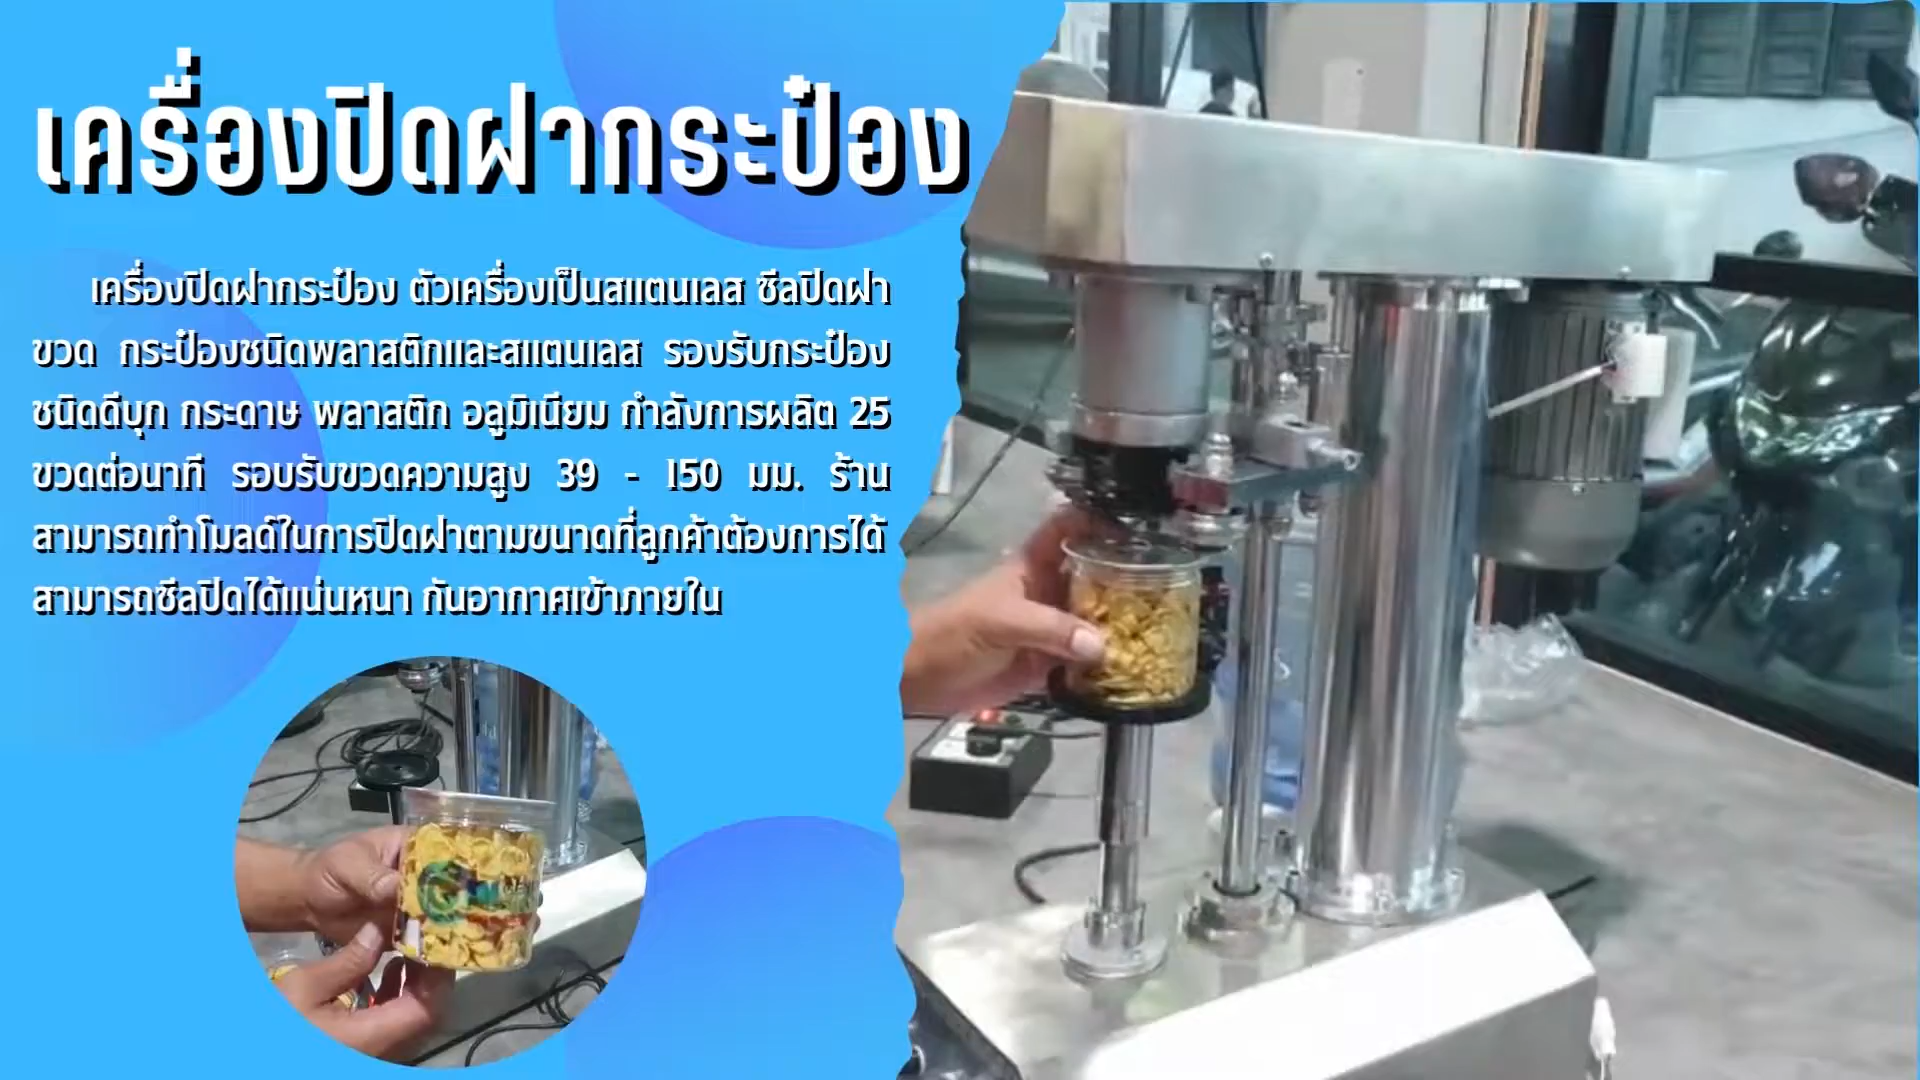 เครื่องปิดฝากระป๋อง
เครื่องปิดฝากระป๋อง ตัวเครื่องเป็นสแตนเลส ซีลปิดฝา
ขวด กระป๋องชนิดพลาสติกและสแตนเลส รองรับกระป๋อง
ชนิดดีบุก กระดาษ พลาสติก อลูมิเนียม กำลังการผลิต 25
ขวดต่อนาที รอบรับขวดความสูง 39 - 150 มม. ร้าน
สามารถทำโมลด์ในการปิดฝาตามขนาดที่ลูกค้าต้องการได้
สามารถซีลปิดได้แน่นหนา กันอากาศเข้าภายใน